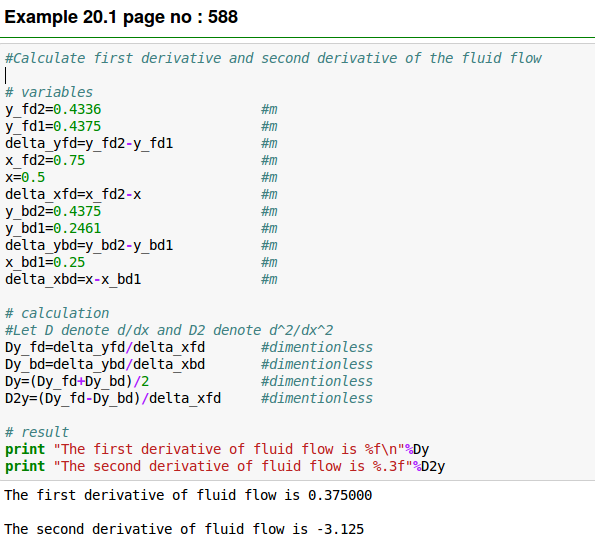 Example 20.1 page no : 588
#Calculate first derivative and second derivative of the fluid flow
# variables
y_fd2=0.4336 #m
y_fd1=0.4375 #m
delta_yfd=y_fd2-y_fd1 #m
x_fd2=0.75 #m
x=0.5 #m
delta_xfd=x_fd2-x #m
y_bd2=0.4375 #m
y_bd1=0.2461 #m
delta_ybd=y_bd2-y_bd1 #m
x_bd1=0.25 #m
delta_xbd=x-x_bd1 #m
# calculation
#Let D denote d/dx and D2 denote d^2/dx^2
Dy_fd=delta_yfd/delta_xfd #dimentionless
Dy_bd=delta_ybd/delta_xbd #dimentionless
Dy=(Dy_fd+Dy_bd)/2 #dimentionless
D2y=(Dy_fd-Dy_bd)/delta_xfd #dimentionless
# result
print "The first derivative of fluid flow is %f\n"%Dy
print "The second derivative of fluid flow is %.3f"%D2y
The first derivative of fluid flow is 0.375000
The second derivative of fluid flow is -3.125